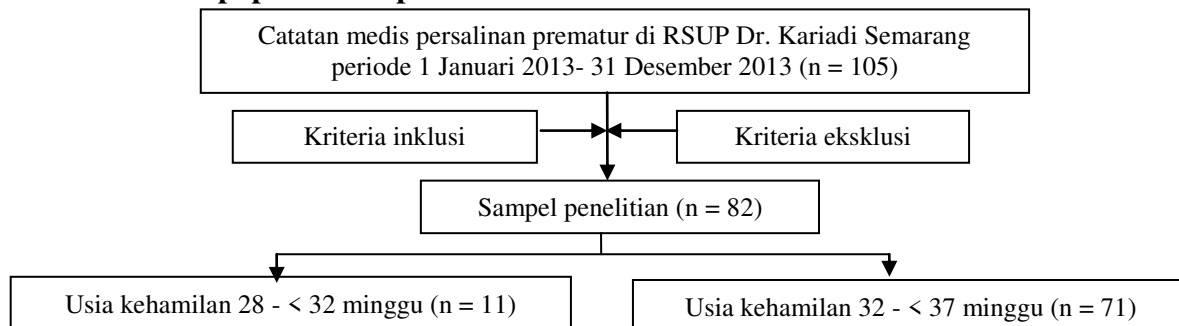 Catatan medis persalinan prematur di RSUP Dr. Kariadi Semarang
periode 1 Januari 2013- 31 Desember 2013 (n = 105)
Kriteria inklusi
Kriteria eksklusi
Sampel penelitian (n = 82)
Usia kehamilan 28 - < 32 minggu (n = 11)
Usia kehamilan 32 - < 37 minggu (n = 71)